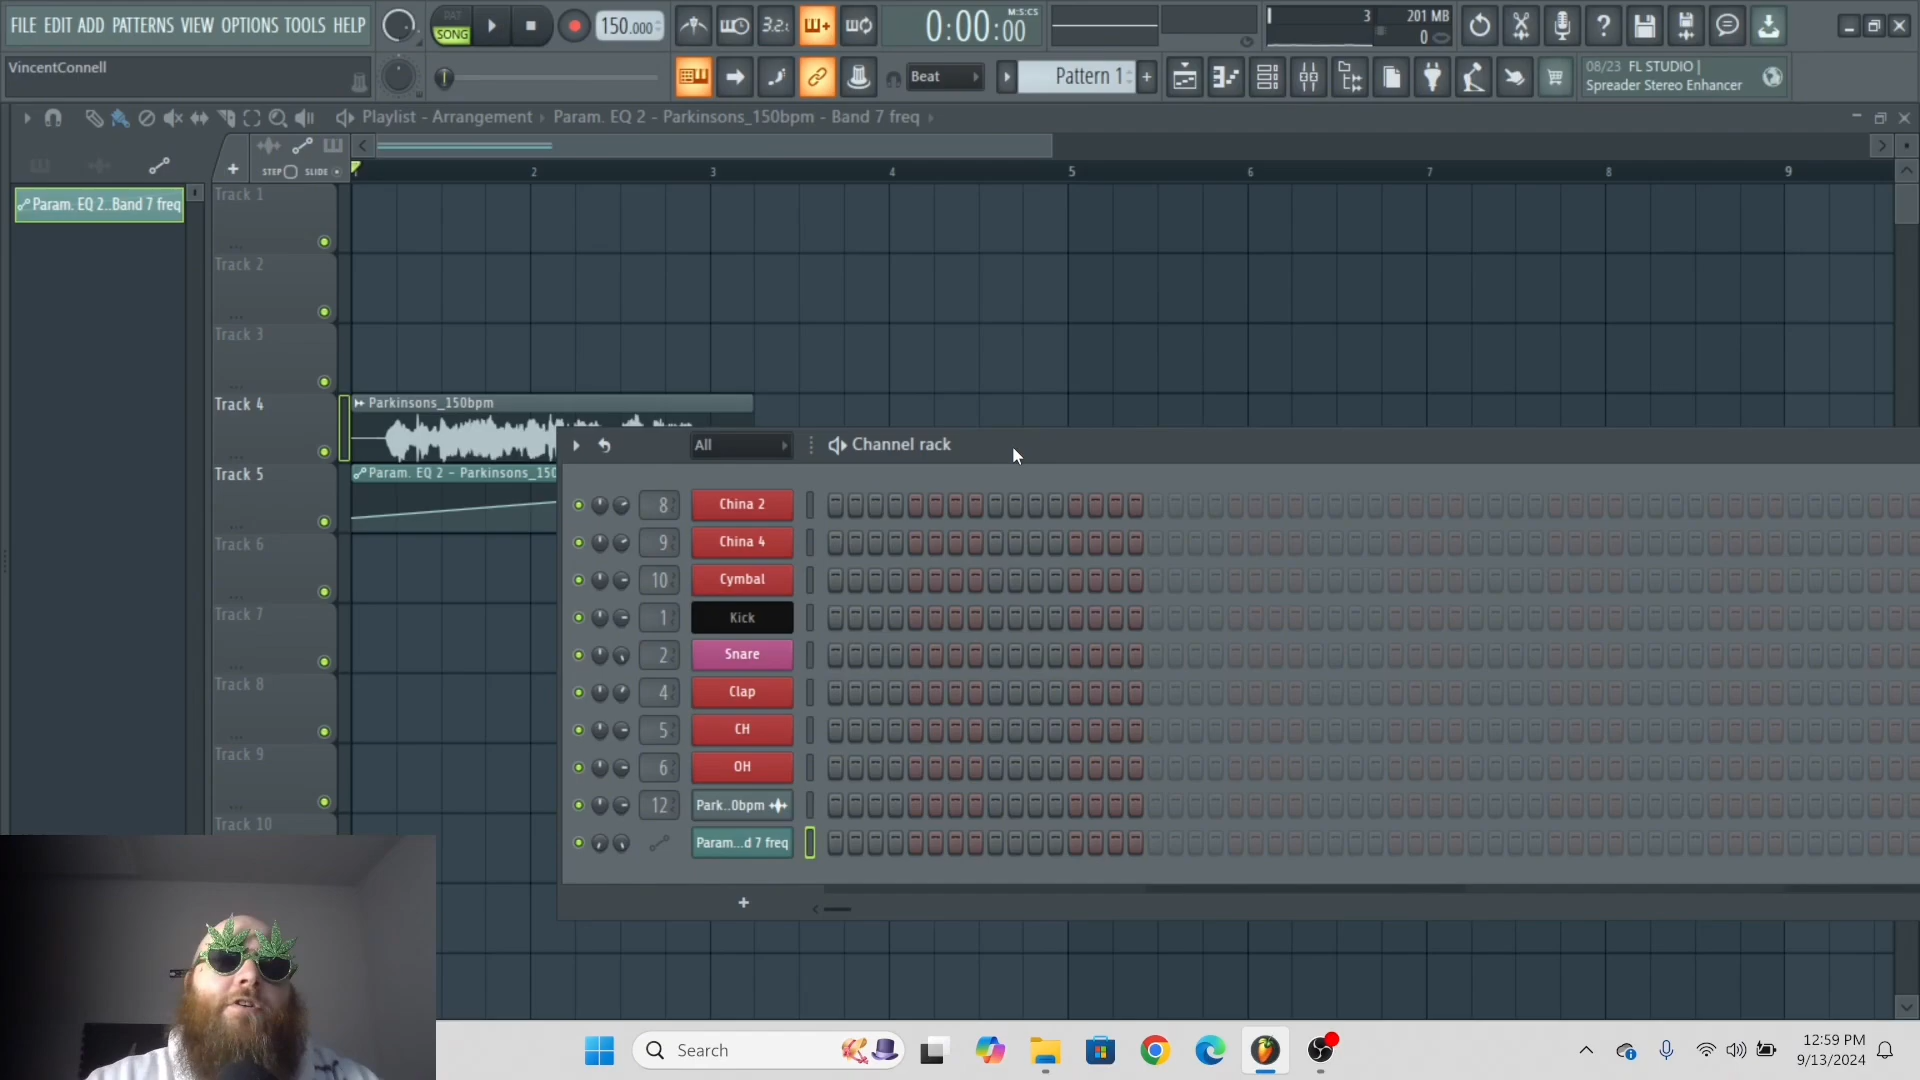 FILE EDIT ADD PATTERNS VIEW OPTIONS TOOLS HELP
VincentConnell
PAT
SONG
150.000
3.2.
0:00:00
M:S:CS
3
201 MB
0
Beat
Pattern 1
+
08/23 FL STUDIO |
Spreader Stereo Enhancer
Playlist - Arrangement › Param. EQ 2 - Parkinsons_150bpm - Band 7 freq ›
+
STEP SLIDE
2 3 4 5 6 7 8 9
Param. EQ 2..Band 7 freq
Track 1
Track 2
Track 3
Track 4
Parkinsons_150bpm
Track 5
Param. EQ 2 - Parkinsons_150
Track 6
Track 7
Track 8
Track 9
Track 10
All
Channel rack
8 China 2
9 China 4
10 Cymbal
1 Kick
2 Snare
4 Clap
5 CH
6 OH
12 Park..0bpm
Param...d 7 freq
+
Search
12:59 PM
9/13/2024